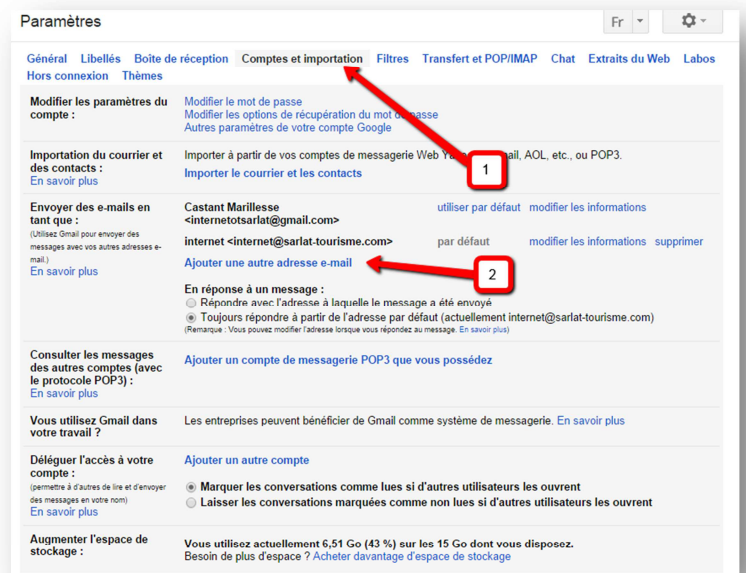 Paramètres
Fr
Général Libellés Boîte de réception Comptes et importation Filtres Transfert et POP/IMAP Chat Extraits du Web Labos
Hors connexion Thèmes
Modifier les paramètres du
compte :
Modifier le mot de passe
Modifier les options de récupération du mot de passe
Autres paramètres de votre compte Google
Importation du courrier et
des contacts :
En savoir plus
Importer à partir de vos comptes de messagerie Web AOL, etc., ou POP3.
Importer le courrier et les contacts
1
Envoyer des e-mails en
tant que :
(Utilisez Gmail pour envoyer des
messages avec vos autres adresses e-
mail.)
En savoir plus
Castant Marillesse
<internetotsarlat@gmail.com>
utiliser par défaut modifier les informations
internet <internet@sarlat-tourisme.com> par défaut modifier les informations supprimer
Ajouter une autre adresse e-mail
2
En réponse à un message :
Répondre avec l'adresse à laquelle le message a été envoyé
Toujours répondre à partir de l'adresse par défaut (actuellement internet@sarlat-tourisme.com)
(Remarque : Vous pouvez modifier l'adresse lorsque vous répondez au message. En savoir plus)
Consulter les messages
des autres comptes (avec
le protocole POP3) :
En savoir plus
Ajouter un compte de messagerie POP3 que vous possédez
Vous utilisez Gmail dans
votre travail ?
Les entreprises peuvent bénéficier de Gmail comme système de messagerie. En savoir plus
Déléguer l'accès à votre
compte :
(permettre à d'autres de lire et d'envoyer
des messages en votre nom)
En savoir plus
Ajouter un autre compte
Marquer les conversations comme lues si d'autres utilisateurs les ouvrent
Laisser les conversations marquées comme non lues si d'autres utilisateurs les ouvrent
Augmenter l'espace de
stockage :
Vous utilisez actuellement 6,51 Go (43 %) sur les 15 Go dont vous disposez.
Besoin de plus d'espace ? Acheter davantage d'espace de stockage